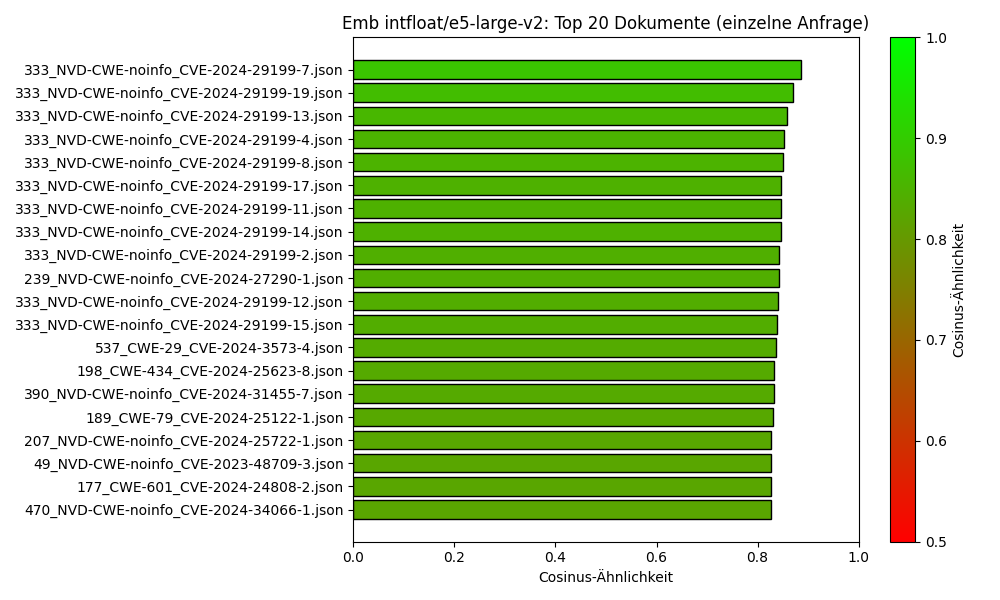 Emb intfloat/e5-large-v2: Top 20 Dokumente (einzelne Anfrage)
333_NVD-CWE-noinfo_CVE-2024-29199-7.json
333_NVD-CWE-noinfo_CVE-2024-29199-19.json
333_NVD-CWE-noinfo_CVE-2024-29199-13.json
333_NVD-CWE-noinfo_CVE-2024-29199-4.json
333_NVD-CWE-noinfo_CVE-2024-29199-8.json
333_NVD-CWE-noinfo_CVE-2024-29199-17.json
333_NVD-CWE-noinfo_CVE-2024-29199-11.json
333_NVD-CWE-noinfo_CVE-2024-29199-14.json
333_NVD-CWE-noinfo_CVE-2024-29199-2.json
239_NVD-CWE-noinfo_CVE-2024-27290-1.json
333_NVD-CWE-noinfo_CVE-2024-29199-12.json
333_NVD-CWE-noinfo_CVE-2024-29199-15.json
537_CWE-29_CVE-2024-3573-4.json
198_CWE-434_CVE-2024-25623-8.json
390_NVD-CWE-noinfo_CVE-2024-31455-7.json
189_CWE-79_CVE-2024-25122-1.json
207_NVD-CWE-noinfo_CVE-2024-25722-1.json
49_NVD-CWE-noinfo_CVE-2023-48709-3.json
177_CWE-601_CVE-2024-24808-2.json
470_NVD-CWE-noinfo_CVE-2024-34066-1.json
0.0 0.2 0.4 0.6 0.8 1.0
Cosinus-Ähnlichkeit
1.0
0.9
0.8
0.7
0.6
0.5
Cosinus-Ähnlichkeit